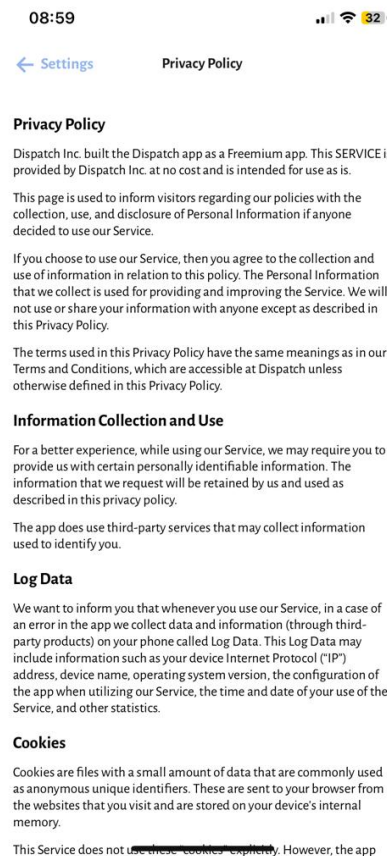 08:59
32
Settings
Privacy Policy
Privacy Policy
Dispatch Inc. built the Dispatch app as a Freemium app. This SERVICE i
provided by Dispatch Inc. at no cost and is intended for use as is.
This page is used to inform visitors regarding our policies with the
collection, use, and disclosure of Personal Information if anyone
decided to use our Service.
If you choose to use our Service, then you agree to the collection and
use of information in relation to this policy. The Personal Information
that we collect is used for providing and improving the Service. We will
not use or share your information with anyone except as described in
this Privacy Policy.
The terms used in this Privacy Policy have the same meanings as in our
Terms and Conditions, which are accessible at Dispatch unless
otherwise defined in this Privacy Policy.
Information Collection and Use
For a better experience, while using our Service, we may require you to
provide us with certain personally identifiable information. The
information that we request will be retained by us and used as
described in this privacy policy.
The app does use third-party services that may collect information
used to identify you.
Log Data
We want to inform you that whenever you use our Service, in a case of
an error in the app we collect data and information (through third-
party products) on your phone called Log Data. This Log Data may
include information such as your device Internet Protocol (“IP”)
address, device name, operating system version, the configuration of
the app when utilizing our Service, the time and date of your use of the
Service, and other statistics.
Cookies
Cookies are files with a small amount of data that are commonly used
as anonymous unique identifiers. These are sent to your browser from
the websites that you visit and are stored on your device's internal
memory.
This Service does not use these “cookies” explicitly. However, the app